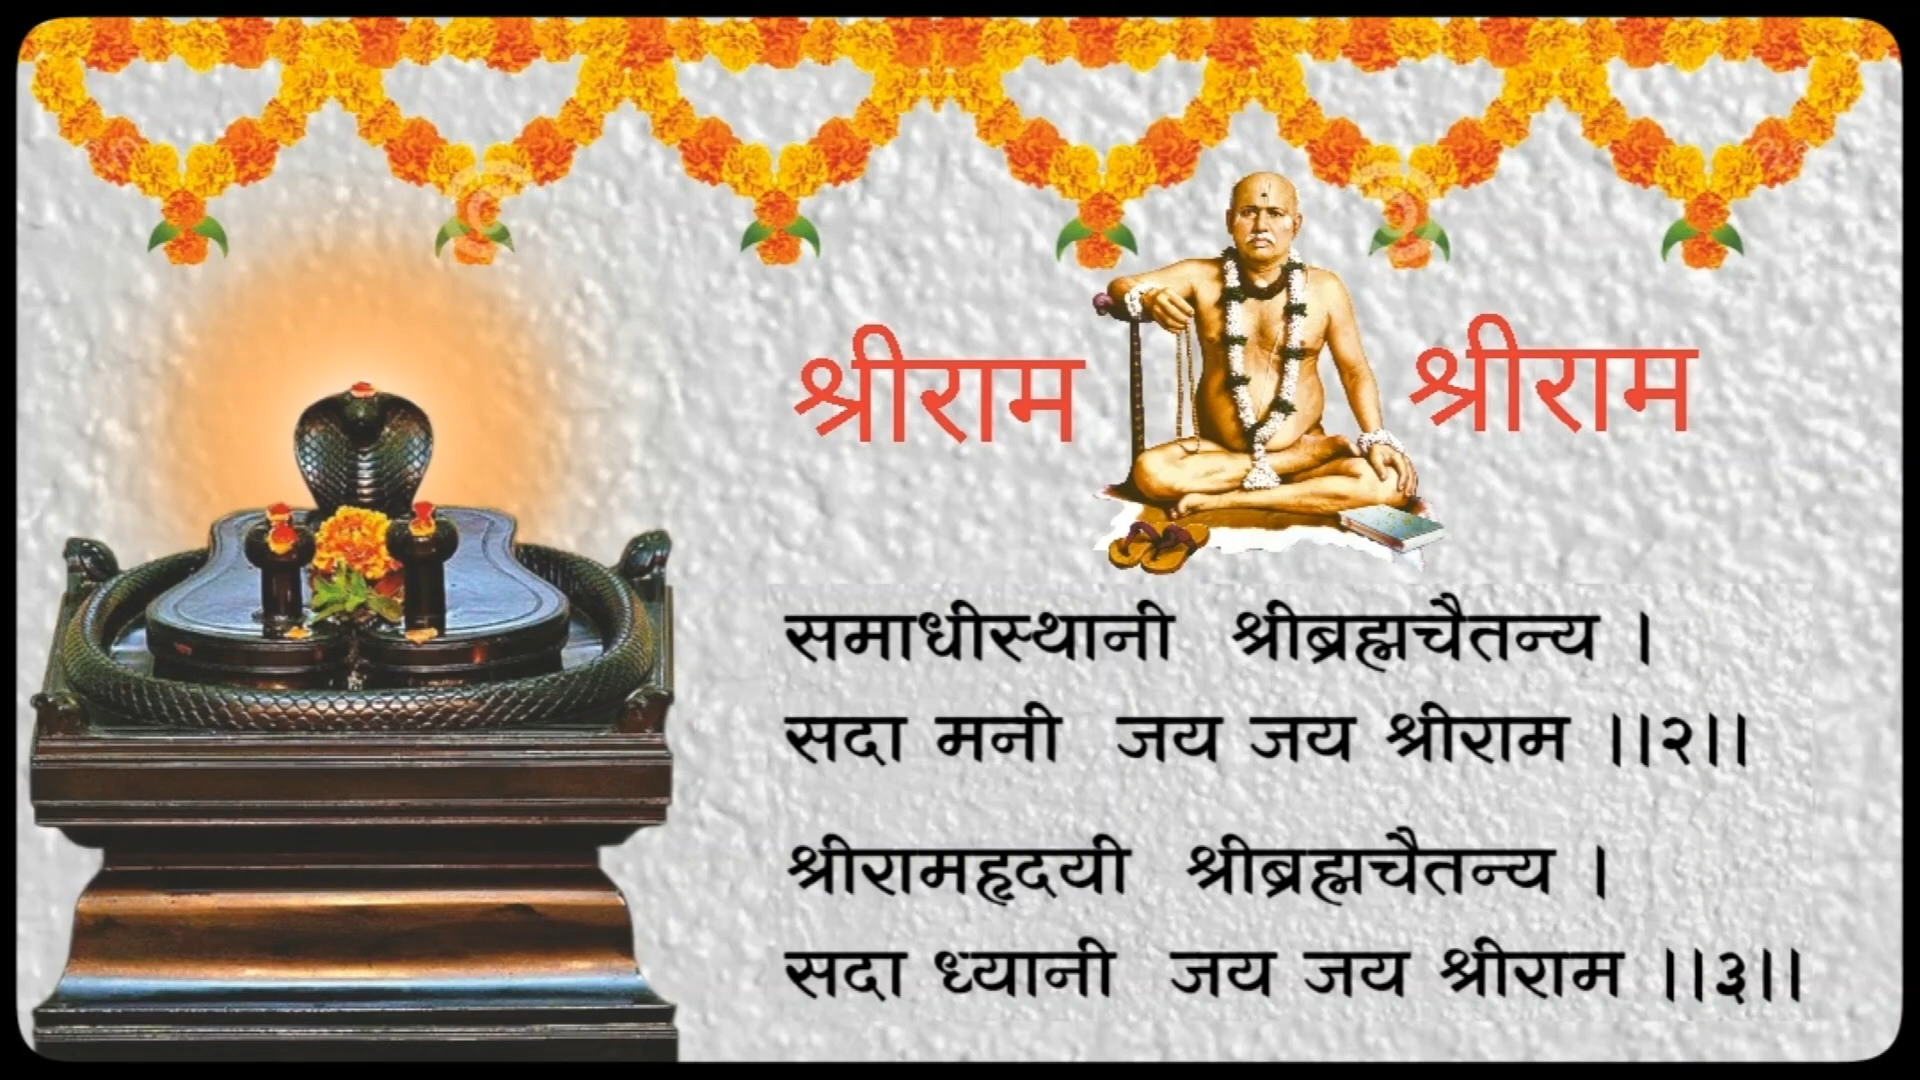 श्रीराम श्रीराम
समाधीस्थानी श्रीब्रह्मचैतन्य ।
सदा मनी जय जय श्रीराम ।।२।।
श्रीरामहृदयी श्रीब्रह्मचैतन्य ।
सदा ध्यानी जय जय श्रीराम ।।३।।